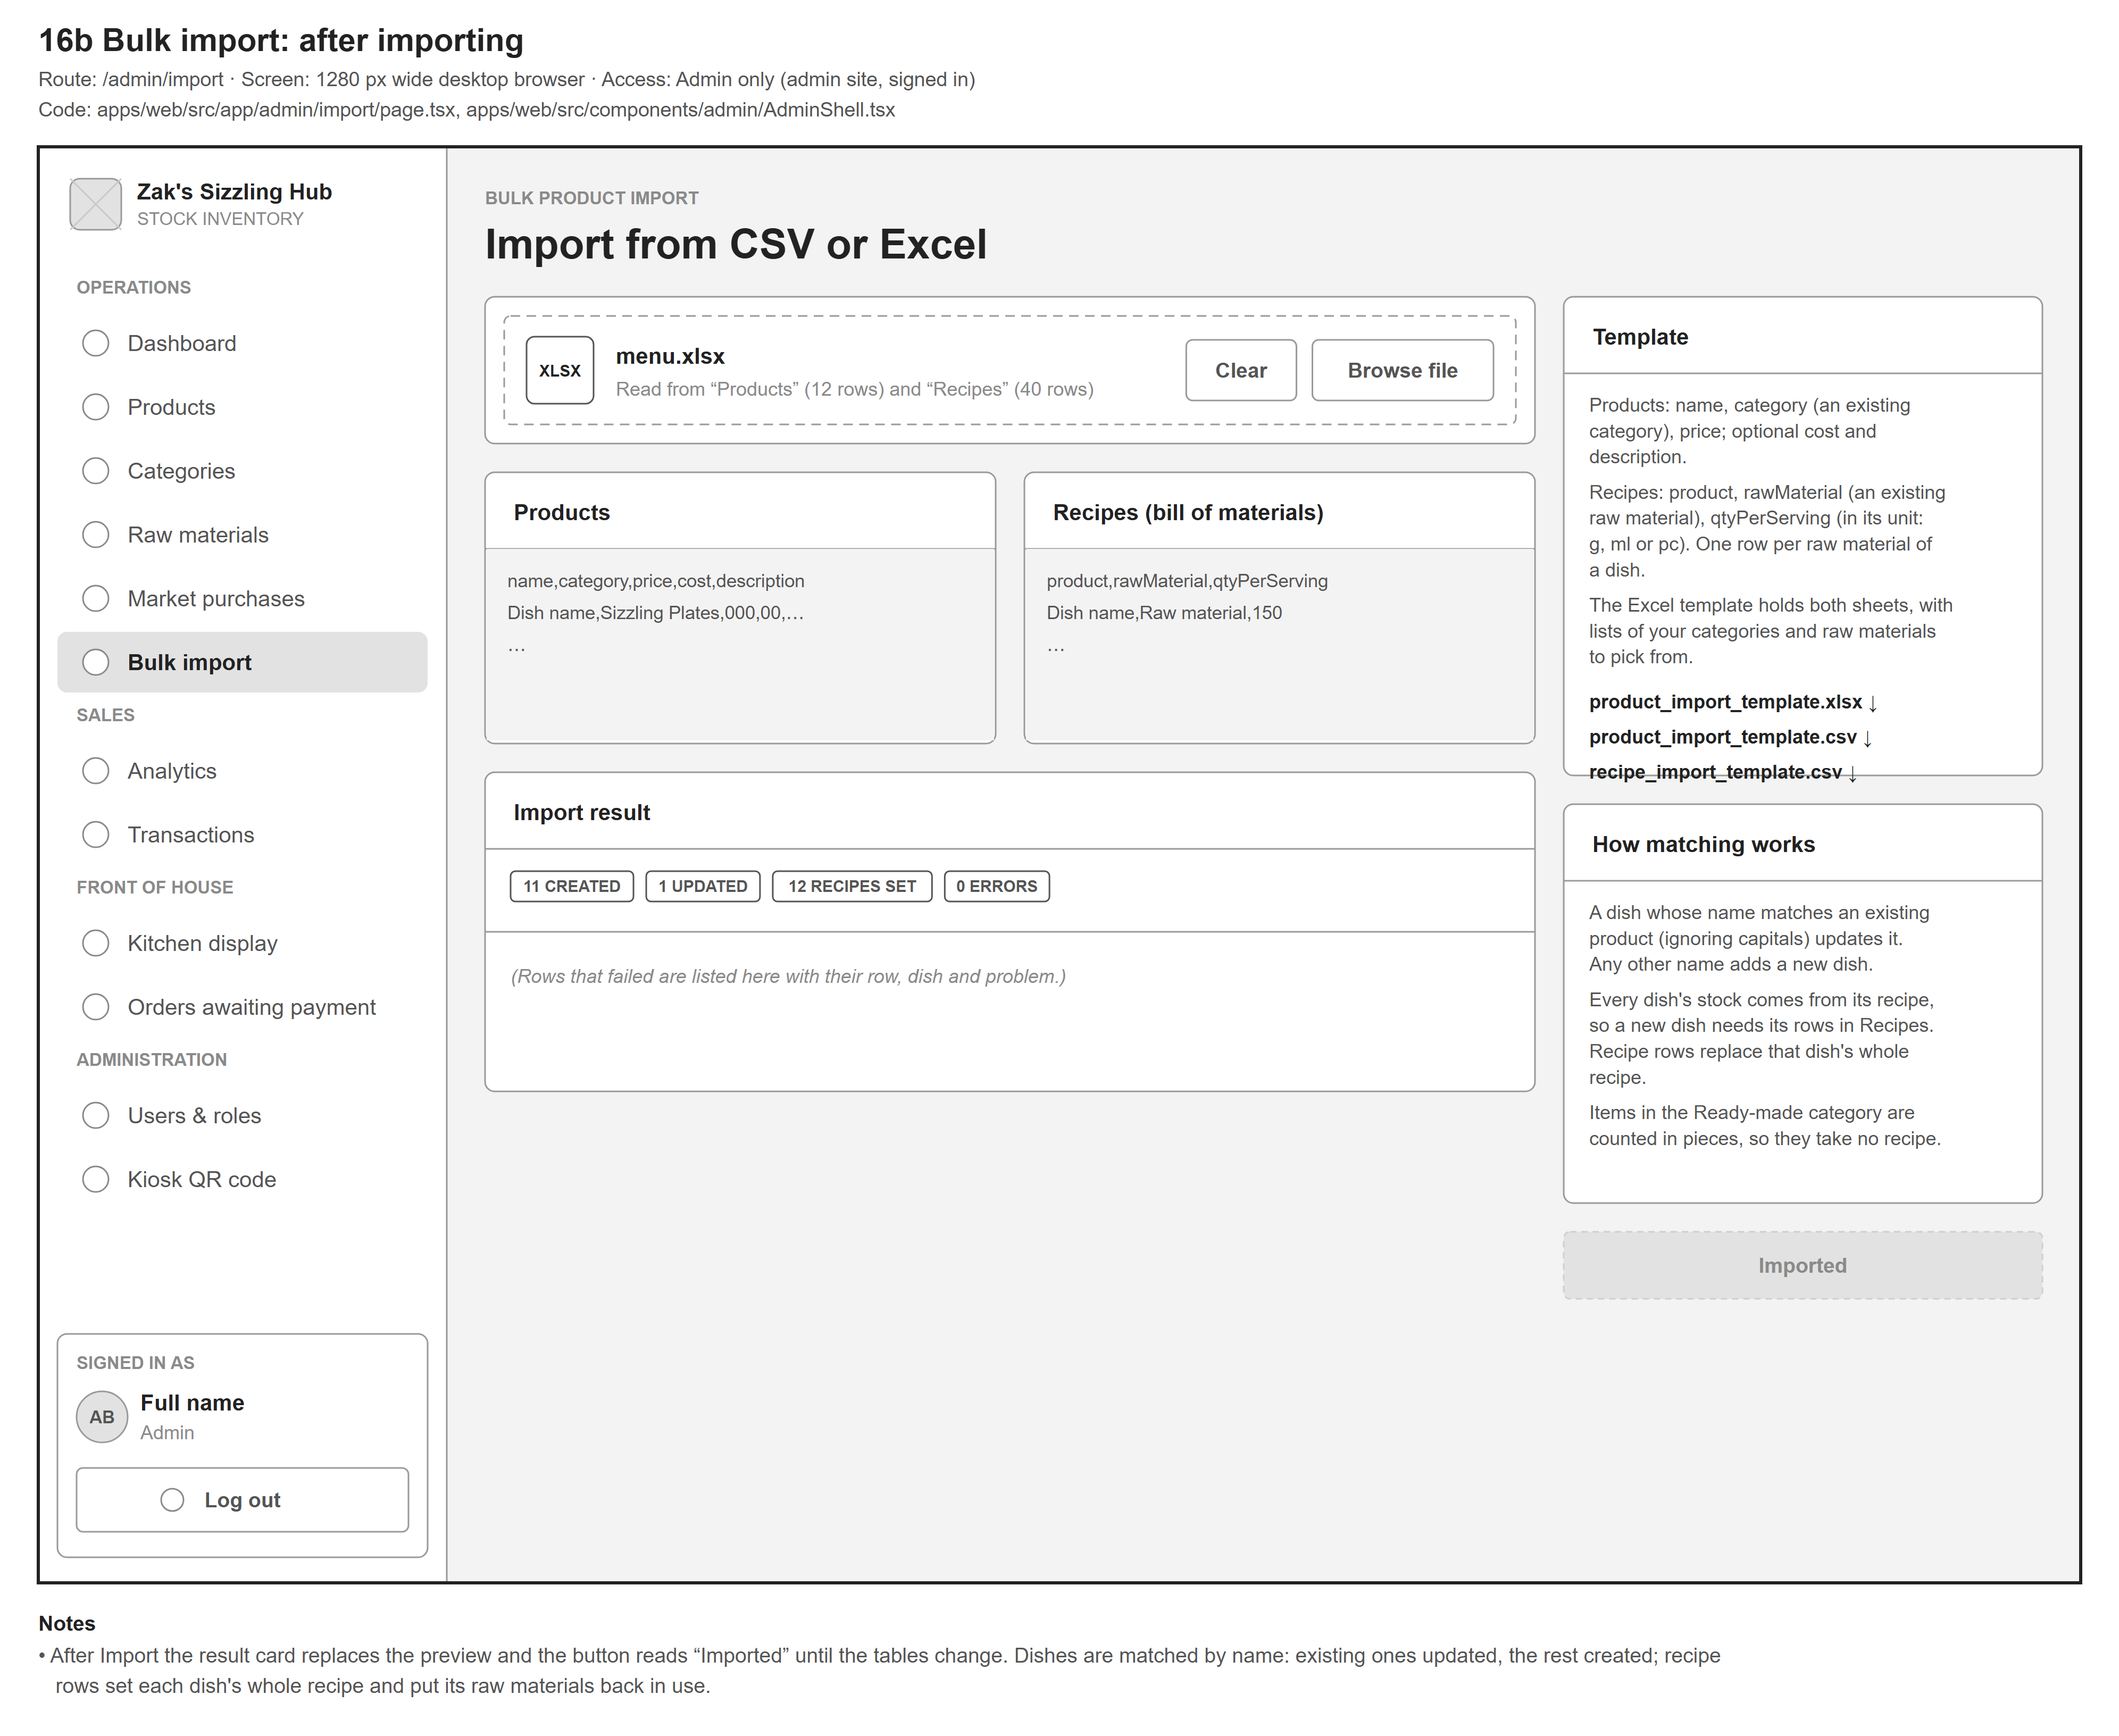 16b Bulk import: after importing
Route: /admin/import · Screen: 1280 px wide desktop browser · Access: Admin only (admin site, signed in)
Code: apps/web/src/app/admin/import/page.tsx, apps/web/src/components/admin/AdminShell.tsx
Zak's Sizzling Hub
STOCK INVENTORY
OPERATIONS
Dashboard
Products
Categories
Raw materials
Market purchases
Bulk import
SALES
Analytics
Transactions
FRONT OF HOUSE
Kitchen display
Orders awaiting payment
ADMINISTRATION
Users & roles
Kiosk QR code
SIGNED IN AS
AB
Full name
Admin
Log out
BULK PRODUCT IMPORT
Import from CSV or Excel
XLSX
menu.xlsx
Read from “Products” (12 rows) and “Recipes” (40 rows)
Clear
Browse file
Products
name,category,price,cost,description
Dish name,Sizzling Plates,000,00,…
…
Recipes (bill of materials)
product,rawMaterial,qtyPerServing
Dish name,Raw material,150
…
Import result
11 CREATED
1 UPDATED
12 RECIPES SET
0 ERRORS
(Rows that failed are listed here with their row, dish and problem.)
Template
Products: name, category (an existing
category), price; optional cost and
description.
Recipes: product, rawMaterial (an existing
raw material), qtyPerServing (in its unit:
g, ml or pc). One row per raw material of
a dish.
The Excel template holds both sheets, with
lists of your categories and raw materials
to pick from.
product_import_template.xlsx ↓
product_import_template.csv ↓
recipe_import_template.csv ↓
How matching works
A dish whose name matches an existing
product (ignoring capitals) updates it.
Any other name adds a new dish.
Every dish's stock comes from its recipe,
so a new dish needs its rows in Recipes.
Recipe rows replace that dish's whole
recipe.
Items in the Ready-made category are
counted in pieces, so they take no recipe.
Imported
Notes
• After Import the result card replaces the preview and the button reads “Imported” until the tables change. Dishes are matched by name: existing ones updated, the rest created; recipe
rows set each dish's whole recipe and put its raw materials back in use.